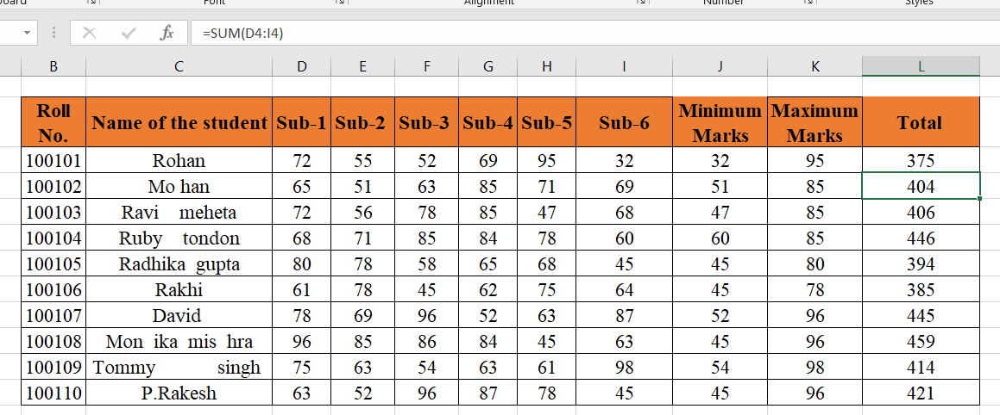 Font Alignment Number Styles
=SUM(D4:I4)
B C D E F G H I J K L
Roll No. Name of the student Sub-1 Sub-2 Sub-3 Sub-4 Sub-5 Sub-6 Minimum Marks Maximum Marks Total
100101 Rohan 72 55 52 69 95 32 32 95 375
100102 Mo han 65 51 63 85 71 69 51 85 404
100103 Ravi meheta 72 56 78 85 47 68 47 85 406
100104 Ruby tondon 68 71 85 84 78 60 60 85 446
100105 Radhika gupta 80 78 58 65 68 45 45 80 394
100106 Rakhi 61 78 45 62 75 64 45 78 385
100107 David 78 69 96 52 63 87 52 96 445
100108 Mon ika mis hra 96 85 86 84 45 63 45 96 459
100109 Tommy singh 75 63 54 63 61 98 54 98 414
100110 P.Rakesh 63 52 96 87 78 45 45 96 421